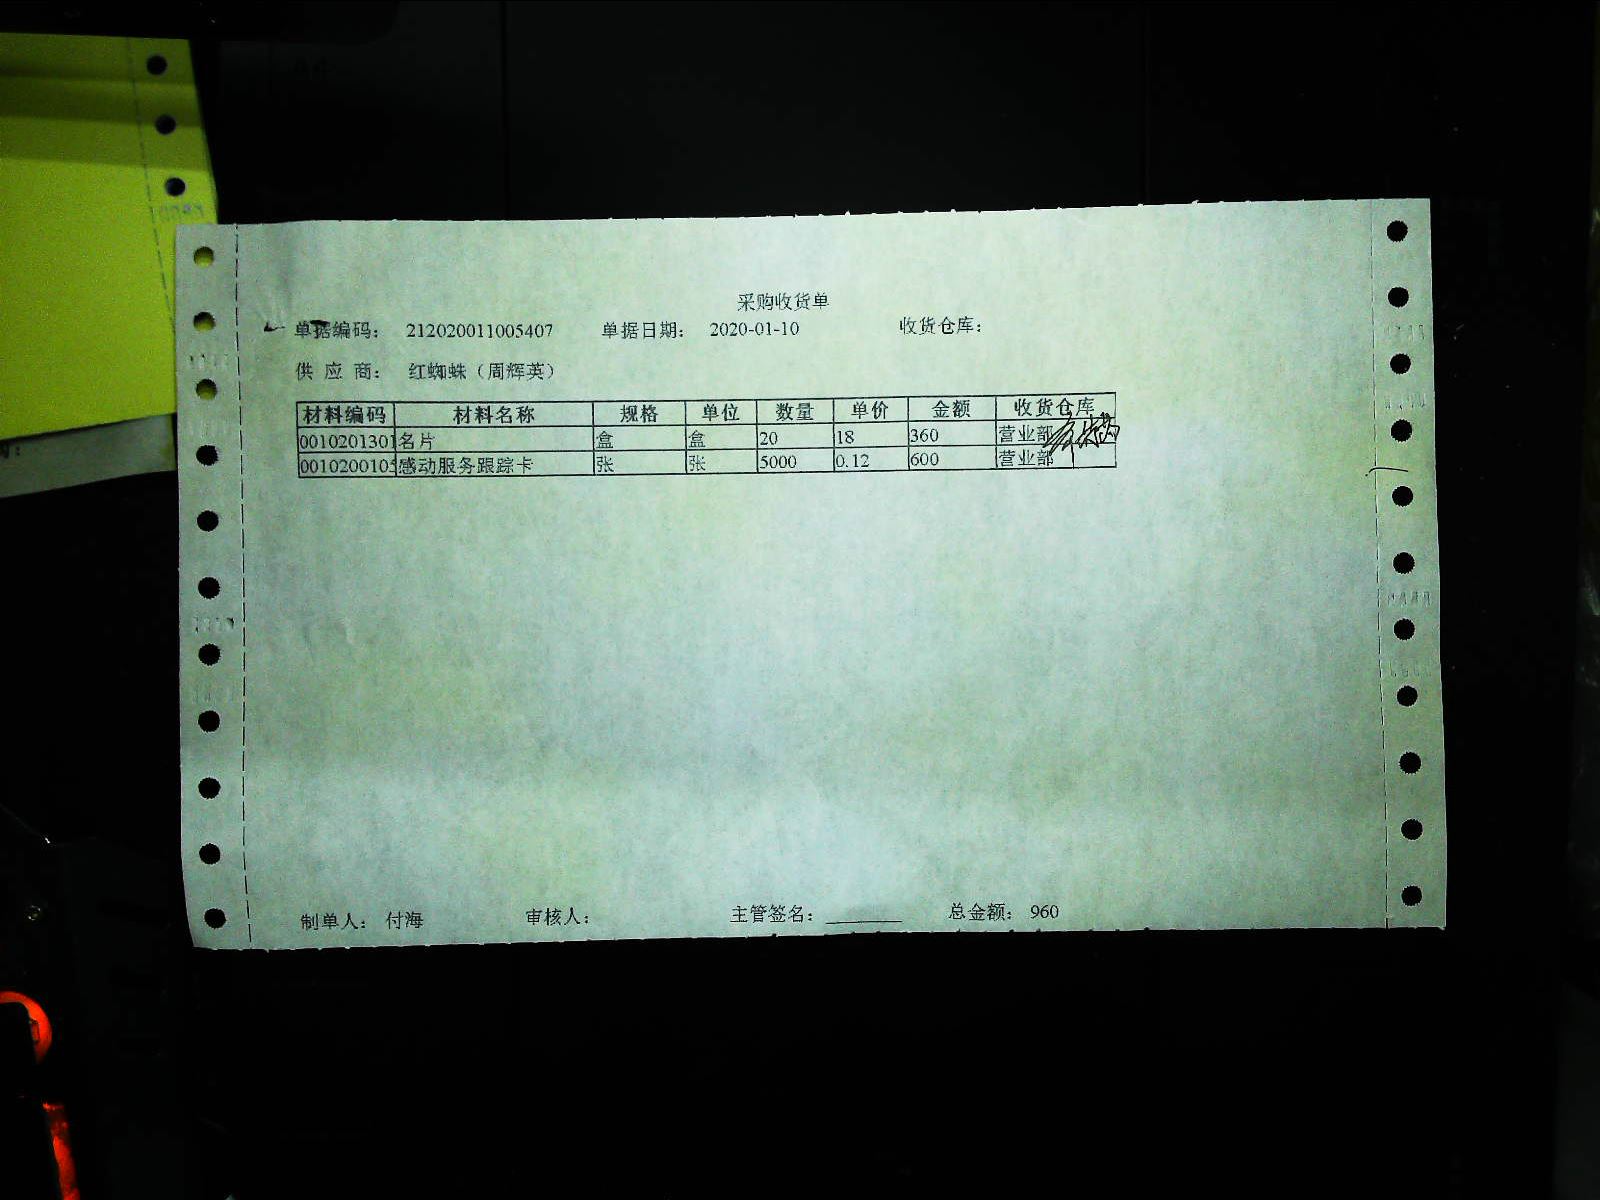 采购收货单
单据编码： 212020011005407 单据日期： 2020-01-10 收货仓库：
供 应 商： 红蜘蛛（周辉英）
材料编码 材料名称 规格 单位 数量 单价 金额 收货仓库
0010201301 名片 盒 盒 20 18 360 营业部
0010200105 感动服务跟踪卡 张 张 5000 0.12 600 营业部
制单人： 付海 审核人： 主管签名： 总金额： 960